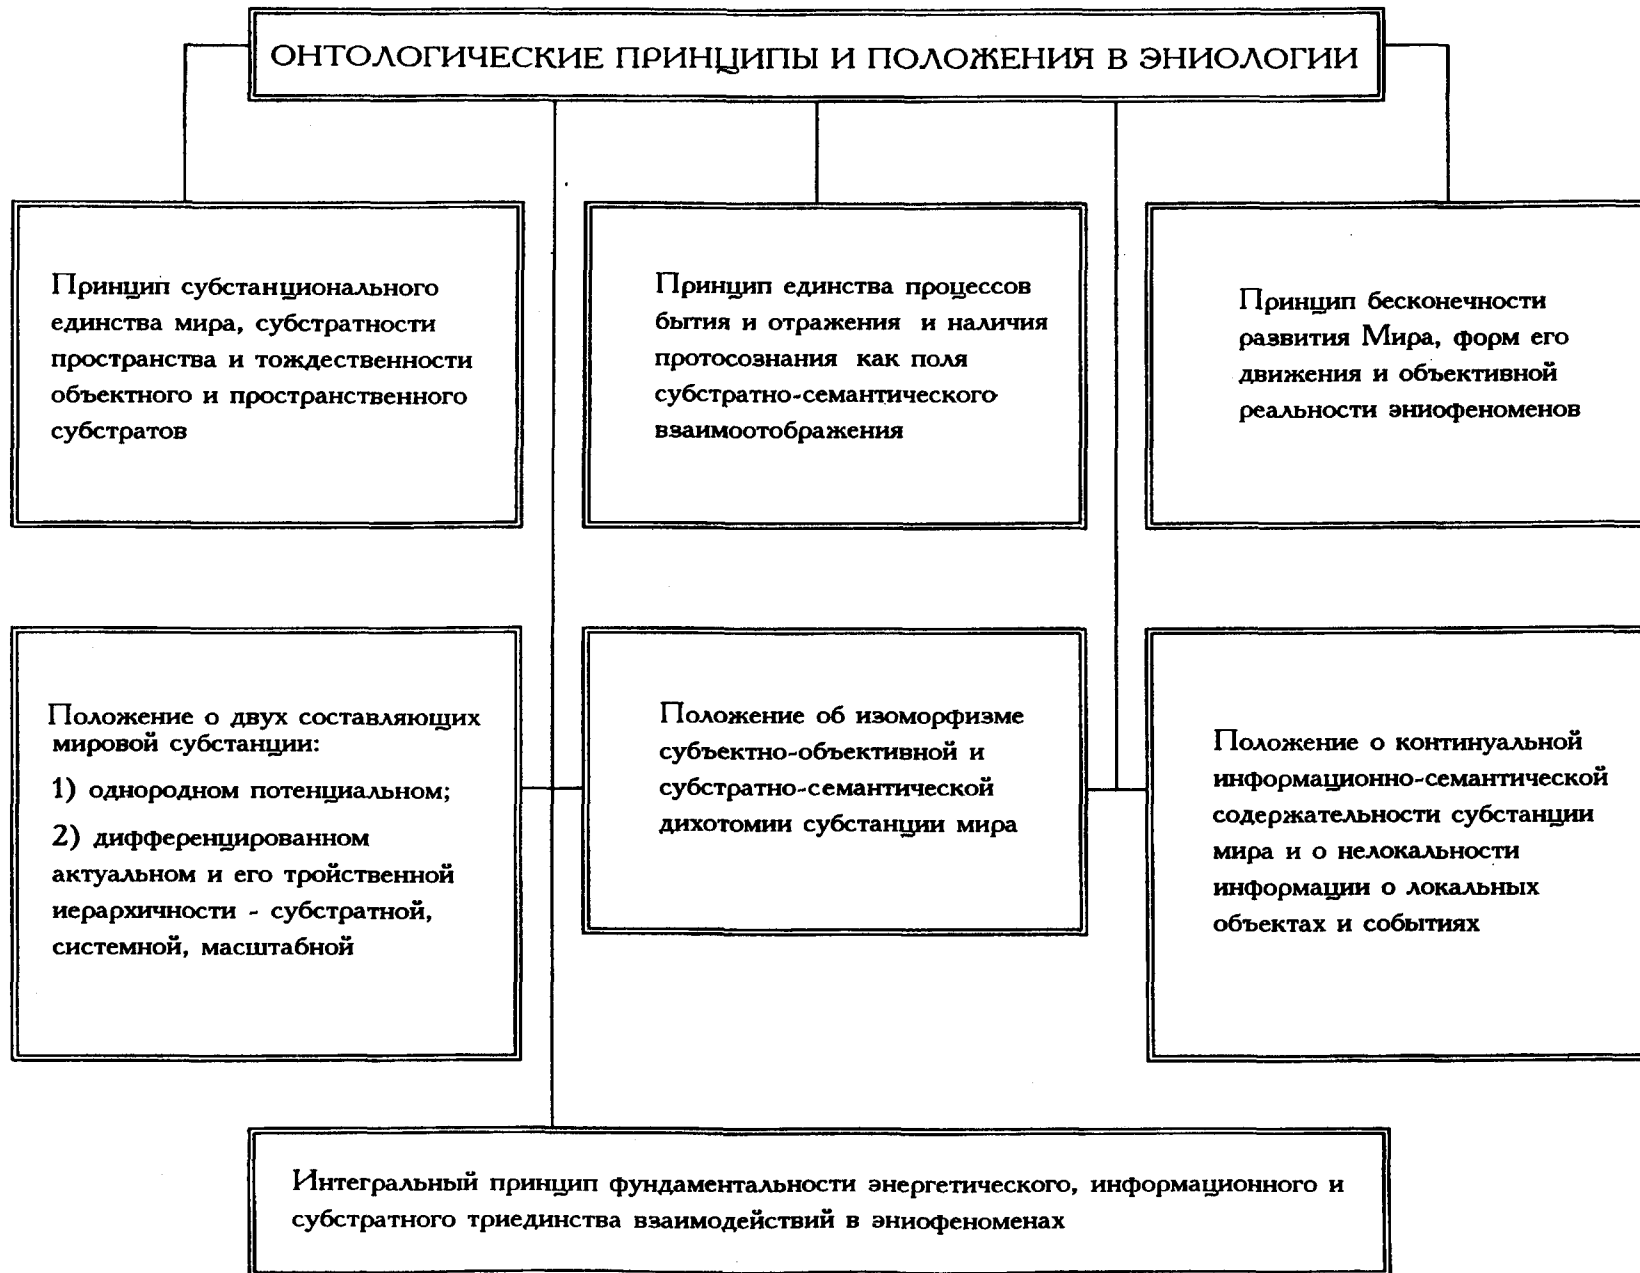 ОНТОЛОГИЧЕСКИЕ ПРИНЦИПЫ И ПОЛОЖЕНИЯ В ЭНИОЛОГИИ
Принцип субстанционального
единства мира, субстратности
пространства и тождественности
объектного и пространственного
субстратов
Принцип единства процессов
бытия и отражения и наличия
протосознания как поля
субстратно-семантического
взаимоотображения
Принцип бесконечности
развития Мира, форм его
движения и объективной
реальности эниофеноменов
Положение о двух составляющих
мировой субстанции:
1) однородном потенциальном;
2) дифференцированном
актуальном и его тройственной
иерархичности - субстратной,
системной, масштабной
Положение об изоморфизме
субъектно-объективной и
субстратно-семантической
дихотомии субстанции мира
Положение о континуальной
информационно-семантической
содержательности субстанции
мира и о нелокальности
информации о локальных
объектах и событиях
Интегральный принцип фундаментальности энергетического, информационного и
субстратного триединства взаимодействий в эниофеноменах